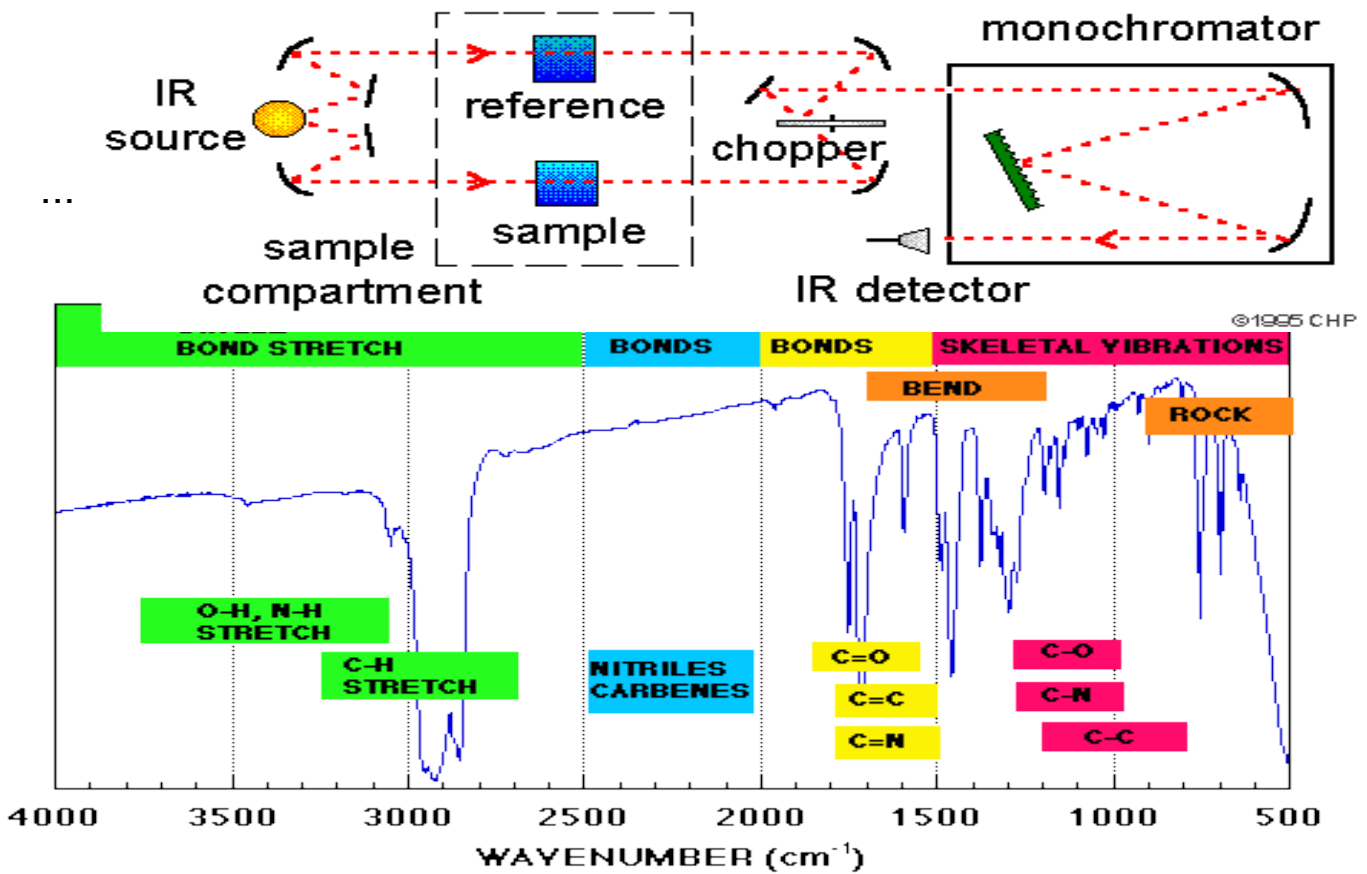 monochromator
IR
source
reference
chopper
...
sample
sample
compartment
IR detector
©1995 CHP
BOND STRETCH
BONDS
BONDS
SKELETAL VIBRATIONS
BEND
ROCK
O-H, N-H
STRETCH
C-H
STRETCH
NITRILES
CARBENES
C=O
C=C
C=N
C-O
C-N
C-C
4000
3500
3000
2500
2000
1500
1000
500
WAVENUMBER (cm⁻¹)